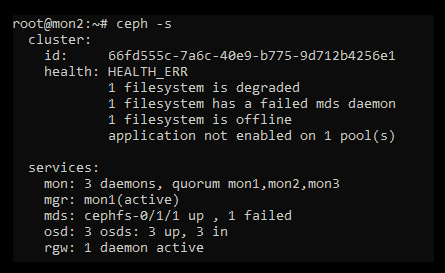 root@mon2:~# ceph -s
cluster:
id: 66fd555c-7a6c-40e9-b775-9d712b4256e1
health: HEALTH_ERR
1 filesystem is degraded
1 filesystem has a failed mds daemon
1 filesystem is offline
application not enabled on 1 pool(s)
services:
mon: 3 daemons, quorum mon1,mon2,mon3
mgr: mon1(active)
mds: cephfs-0/1/1 up , 1 failed
osd: 3 osds: 3 up, 3 in
rgw: 1 daemon active